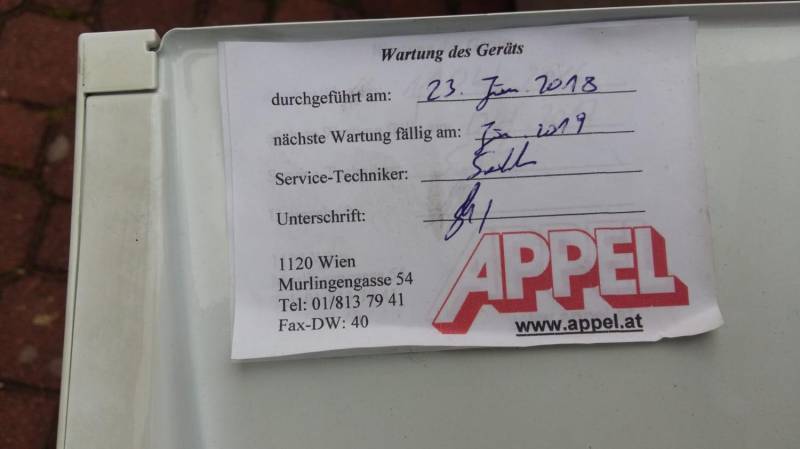 Wartung des Geräts
durchgeführt am: 23. 2018
nächste Wartung fällig am: 2019
Service-Techniker:
Unterschrift:
1120 Wien
Murlingengasse 54
Tel: 01/813 79 41
Fax-DW: 40
APPEL
www.appel.at